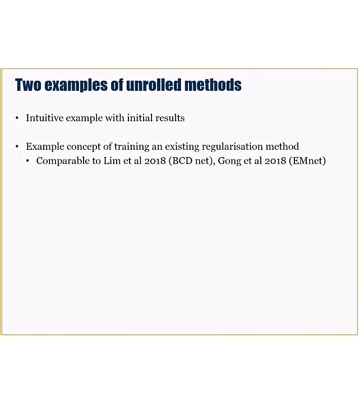 Two examples of unrolled methods
• Intuitive example with initial results
• Example concept of training an existing regularisation method
• Comparable to Lim et al 2018 (BCD net), Gong et al 2018 (EMnet)